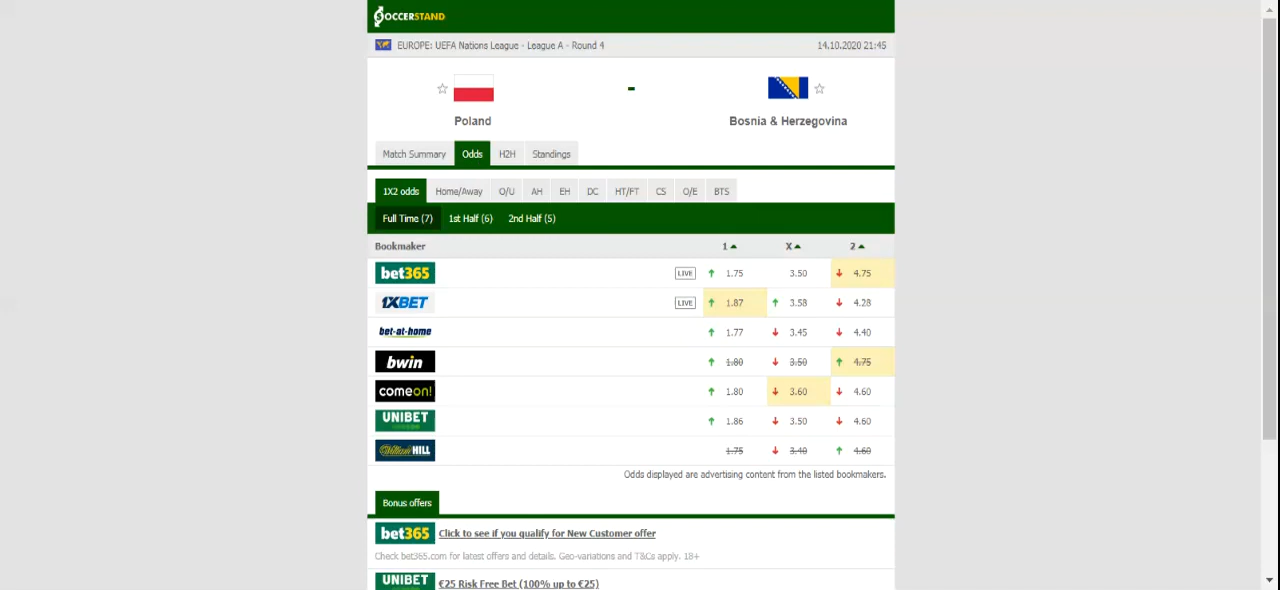 SOCCERSTAND
EUROPE: UEFA Nations League - League A - Round 4 14.10.2020 21:45
-
Poland Bosnia & Herzegovina
Match Summary Odds H2H Standings
1X2 odds Home/Away O/U AH EH DC HT/FT CS O/E BTS
Full Time (7) 1st Half (6) 2nd Half (5)
Bookmaker 1 X 2
bet365 LIVE 1.75 3.50 4.75
1XBET LIVE 1.87 3.58 4.28
bet-at-home 1.77 3.45 4.40
bwin 1.80 3.50 4.75
comeon! 1.80 3.60 4.60
UNIBET 1.86 3.50 4.60
William HILL 1.75 3.40 4.60
Odds displayed are advertising content from the listed bookmakers.
Bonus offers
bet365 Click to see if you qualify for New Customer offer
Check bet365.com for latest offers and details. Geo-variations and T&Cs apply. 18+
UNIBET €25 Risk Free Bet (100% up to €25)